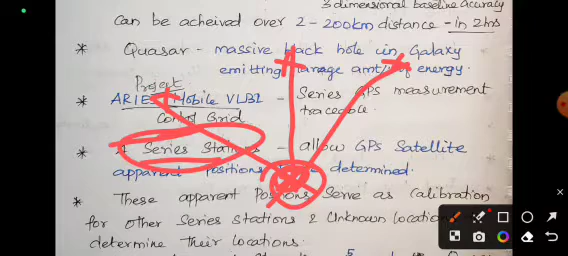 3 dimensional baseline accuracy
can be acheived over 2-200km distance - in 2hrs
* Quasar - massive black hole in Galaxy
emitting energy.
Project
* ARIES Mobile VLBI - Series GPS measurement
traceable
Control Grid
* Series Stations - allow GPS Satellite
apparent positions determined.
* These apparent Positions Serve as Calibration
for other Series Stations & Unknown location
determine their locations.